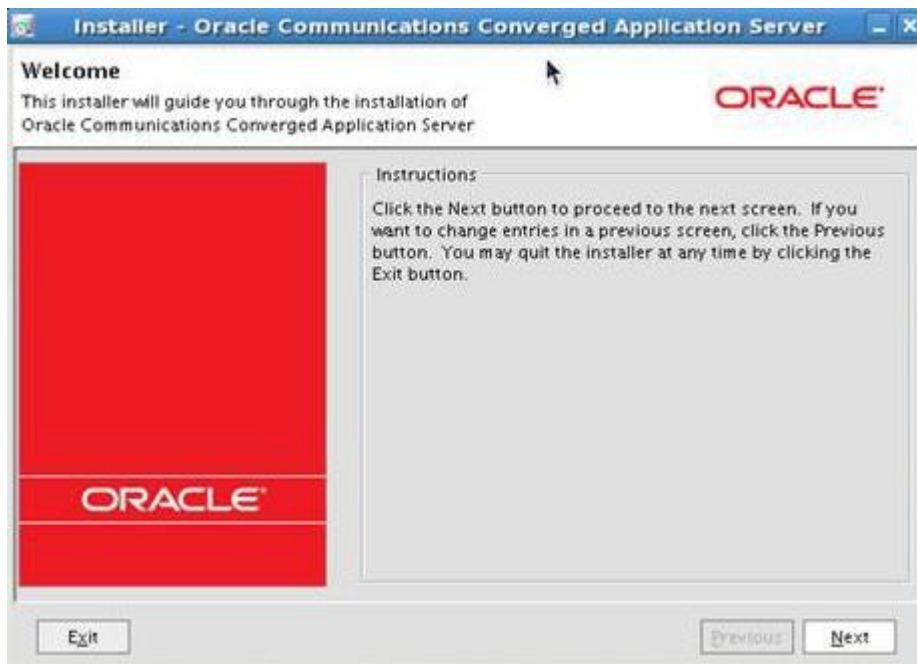 Installer - Oracle Communications Converged Application Server
Welcome
This installer will guide you through the installation of
Oracle Communications Converged Application Server
ORACLE
Instructions
Click the Next button to proceed to the next screen. If you
want to change entries in a previous screen, click the Previous
button. You may quit the installer at any time by clicking the
Exit button.
ORACLE
Exit
Previous
Next